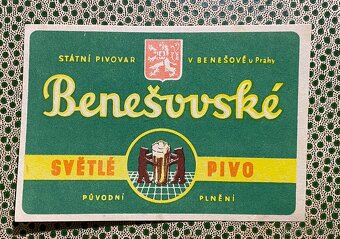 STÁTNÍ PIVOVAR V BENEŠOVĚ u Prahy
Benešovské
SVĚTLÉ PIVO
PŮVODNÍ PLNĚNÍ